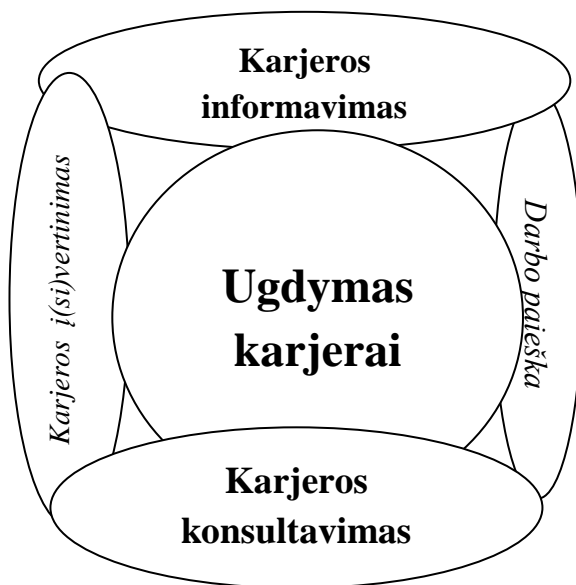 Karjeros
informavimas
Karjeros į(si)vertinimas
Ugdymas
karjerai
Darbo paieška
Karjeros
konsultavimas